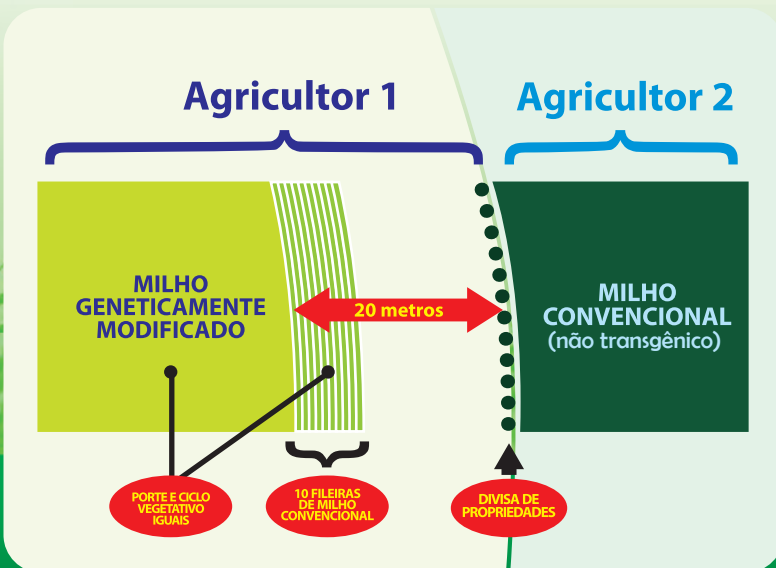 Agricultor 1
Agricultor 2
MILHO
GENETICAMENTE
MODIFICADO
20 metros
MILHO
CONVENCIONAL
(não transgênico)
PORTE E CICLO
VEGETATIVO
IGUAIS
10 FILEIRAS
DE MILHO
CONVENCIONAL
DIVISA DE
PROPRIEDADES